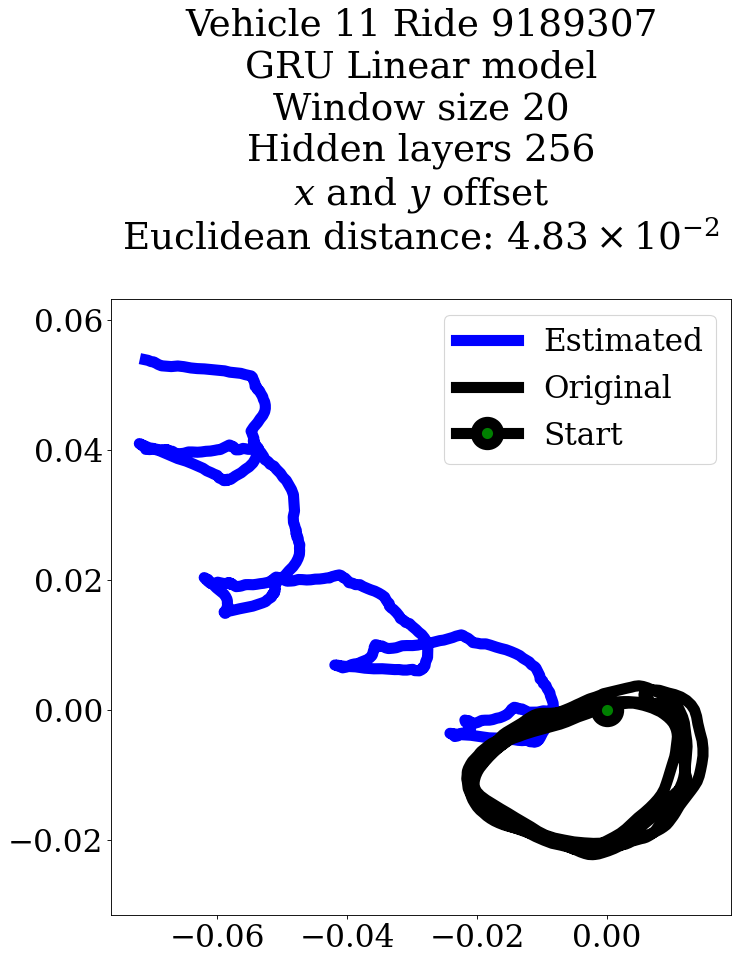 Vehicle 11 Ride 9189307
GRU Linear model
Window size 20
Hidden layers 256
x and y offset
Euclidean distance: 4.83 × 10⁻²
Estimated
Original
Start
0.06
0.04
0.02
0.00
−0.02
−0.06 −0.04 −0.02 0.00